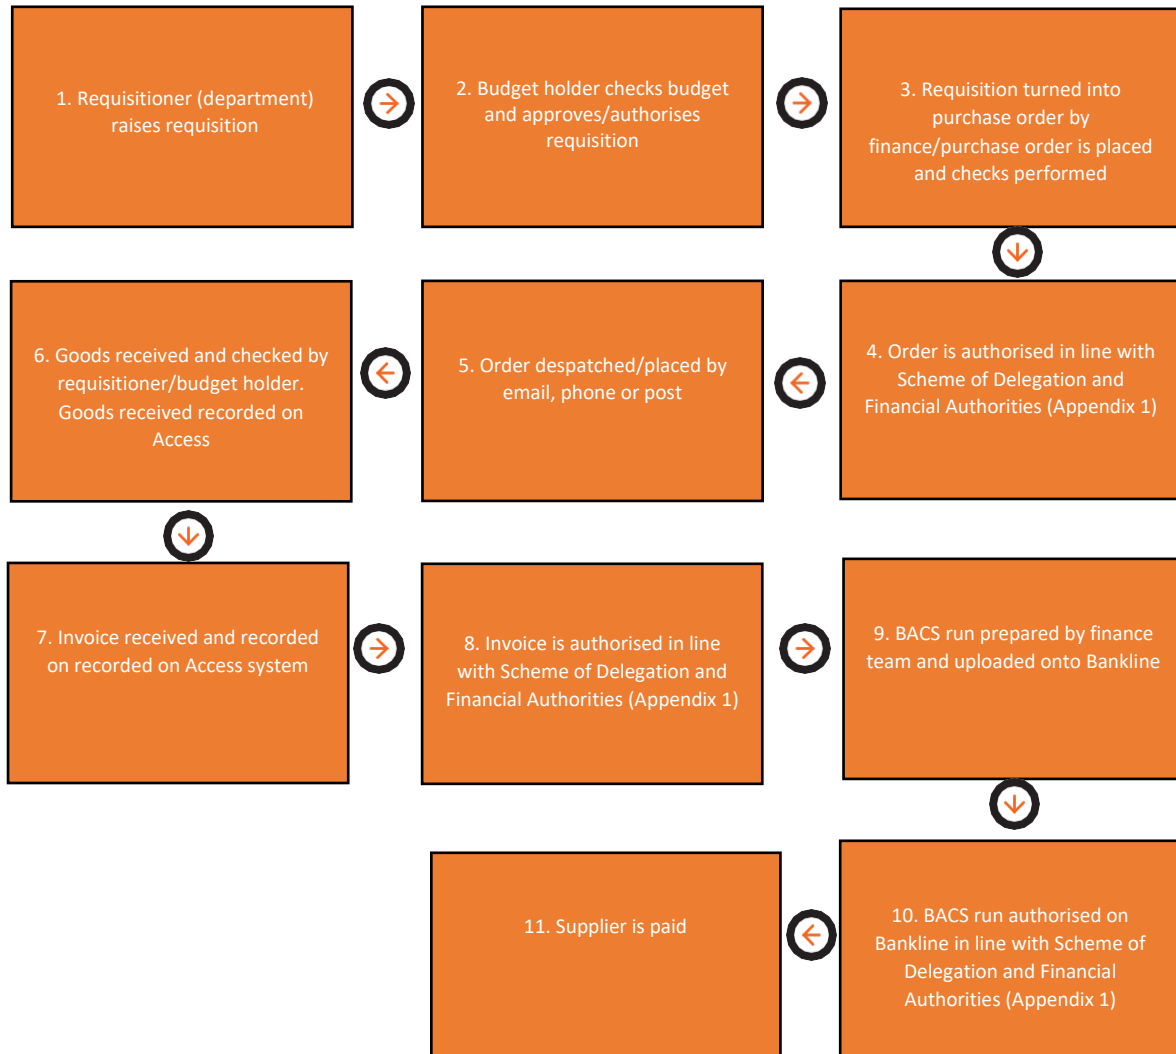 1. Requisitioner (department)
raises requisition
2. Budget holder checks budget
and approves/authorises
requisition
3. Requisition turned into
purchase order by
finance/purchase order is placed
and checks performed
4. Order is authorised in line with
Scheme of Delegation and
Financial Authorities (Appendix 1)
5. Order despatched/placed by
email, phone or post
6. Goods received and checked by
requisitioner/budget holder.
Goods received recorded on
Access
7. Invoice received and recorded
on recorded on Access system
8. Invoice is authorised in line
with Scheme of Delegation and
Financial Authorities (Appendix 1)
9. BACS run prepared by finance
team and uploaded onto Bankline
10. BACS run authorised on
Bankline in line with Scheme of
Delegation and Financial
Authorities (Appendix 1)
11. Supplier is paid